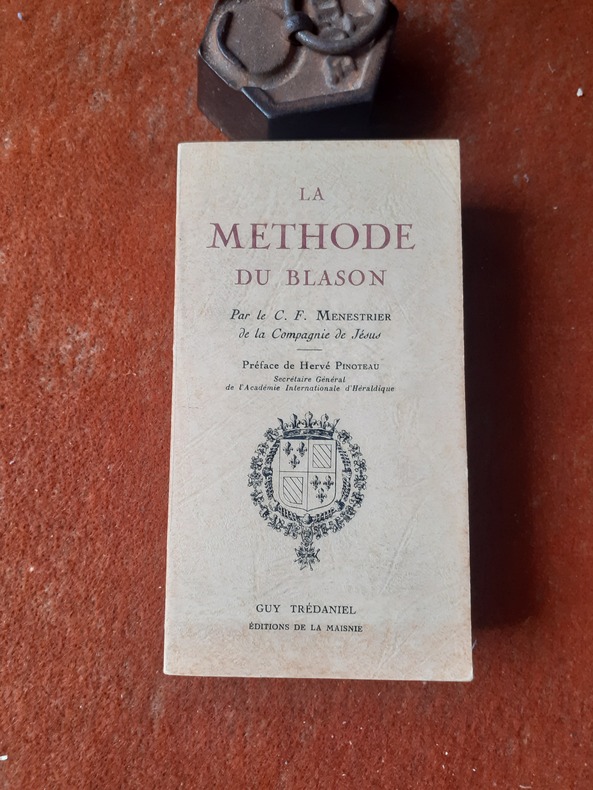 LA
METHODE
DU BLASON
Par le C. F. MENESTRIER
de la Compagnie de Jésus
Préface de Hervé PINOTEAU
Secrétaire Général
de l'Académie Internationale d'Héraldique
GUY TRÉDANIEL
ÉDITIONS DE LA MAISNIE